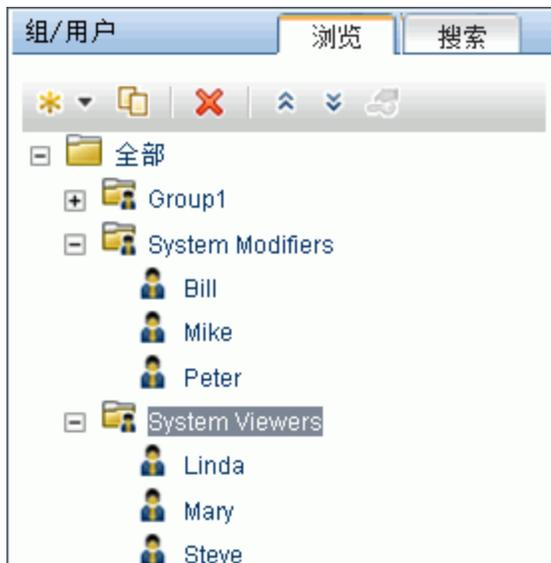 组/用户 浏览 搜索
全部
Group1
System Modifiers
Bill
Mike
Peter
System Viewers
Linda
Mary
Steve